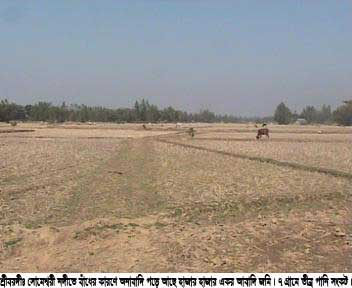 শ্রীবরদীঃ সোমেশ্বরী নদীতে বাঁধের কারণে অনাবাদি পড়ে আছে হাজার হাজার একর আবাদি জমি । ৭ গ্রামে তীব্র পানি সংকট